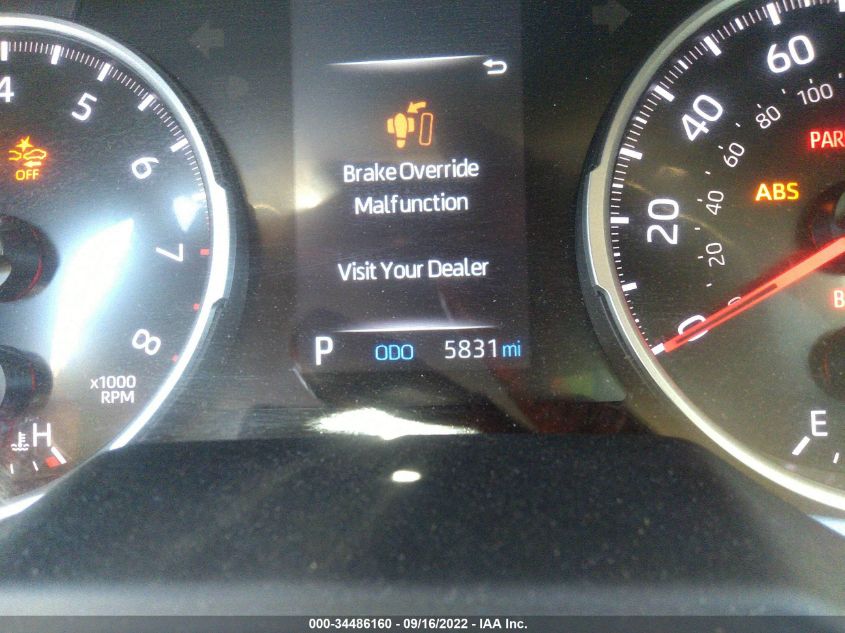 Brake Override
Malfunction
Visit Your Dealer
P ODO 5831 mi
4
5
6
7
8
x1000
RPM
OFF
H
60
40
20
0
100
80
60
40
20
ABS
E
000-34486160 - 09/16/2022 - IAA Inc.